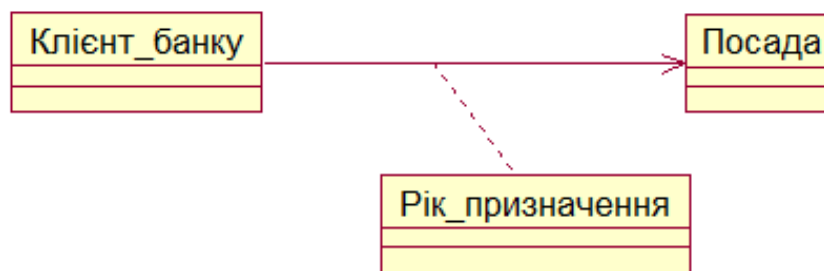 Клієнт_банку
Посада
Рік_призначення